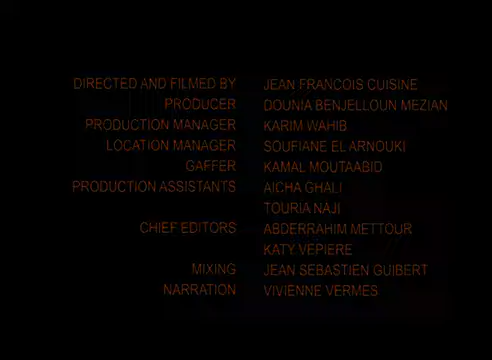 DIRECTED AND FILMED BY JEAN FRANCOIS CUISINE
PRODUCER DOUNIA BENJELLOUN MEZIAN
PRODUCTION MANAGER KARIM WAHIB
LOCATION MANAGER SOUFIANE EL ARNOUKI
GAFFER KAMAL MOUTAABID
PRODUCTION ASSISTANTS AICHA GHALI
TOURIA NAJI
CHIEF EDITORS ABDERRAHIM METTOUR
KATY VEPIERE
MIXING JEAN SEBASTIEN GUIBERT
NARRATION VIVIENNE VERMES